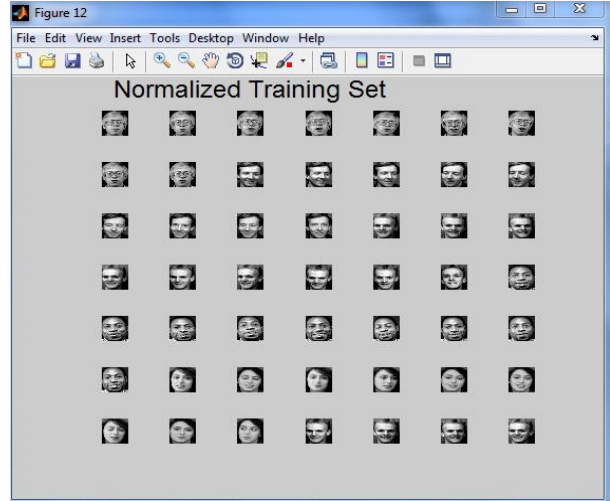 Figure 12
File Edit View Insert Tools Desktop Window Help
Normalized Training Set